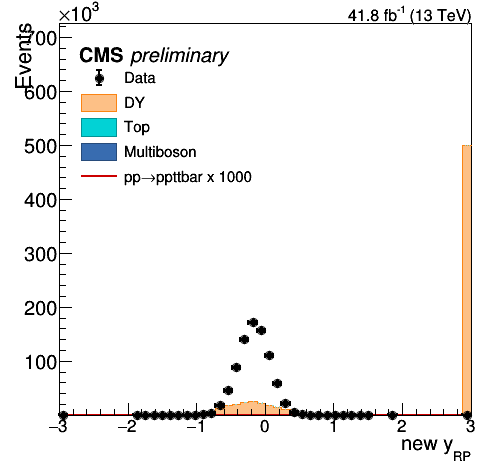 ×10³
41.8 fb⁻¹ (13 TeV)
Events
700
600
500
400
300
200
100
CMS preliminary
Data
DY
Top
Multiboson
pp→ppttbar x 1000
−3 −2 −1 0 1 2 3
new y_RP